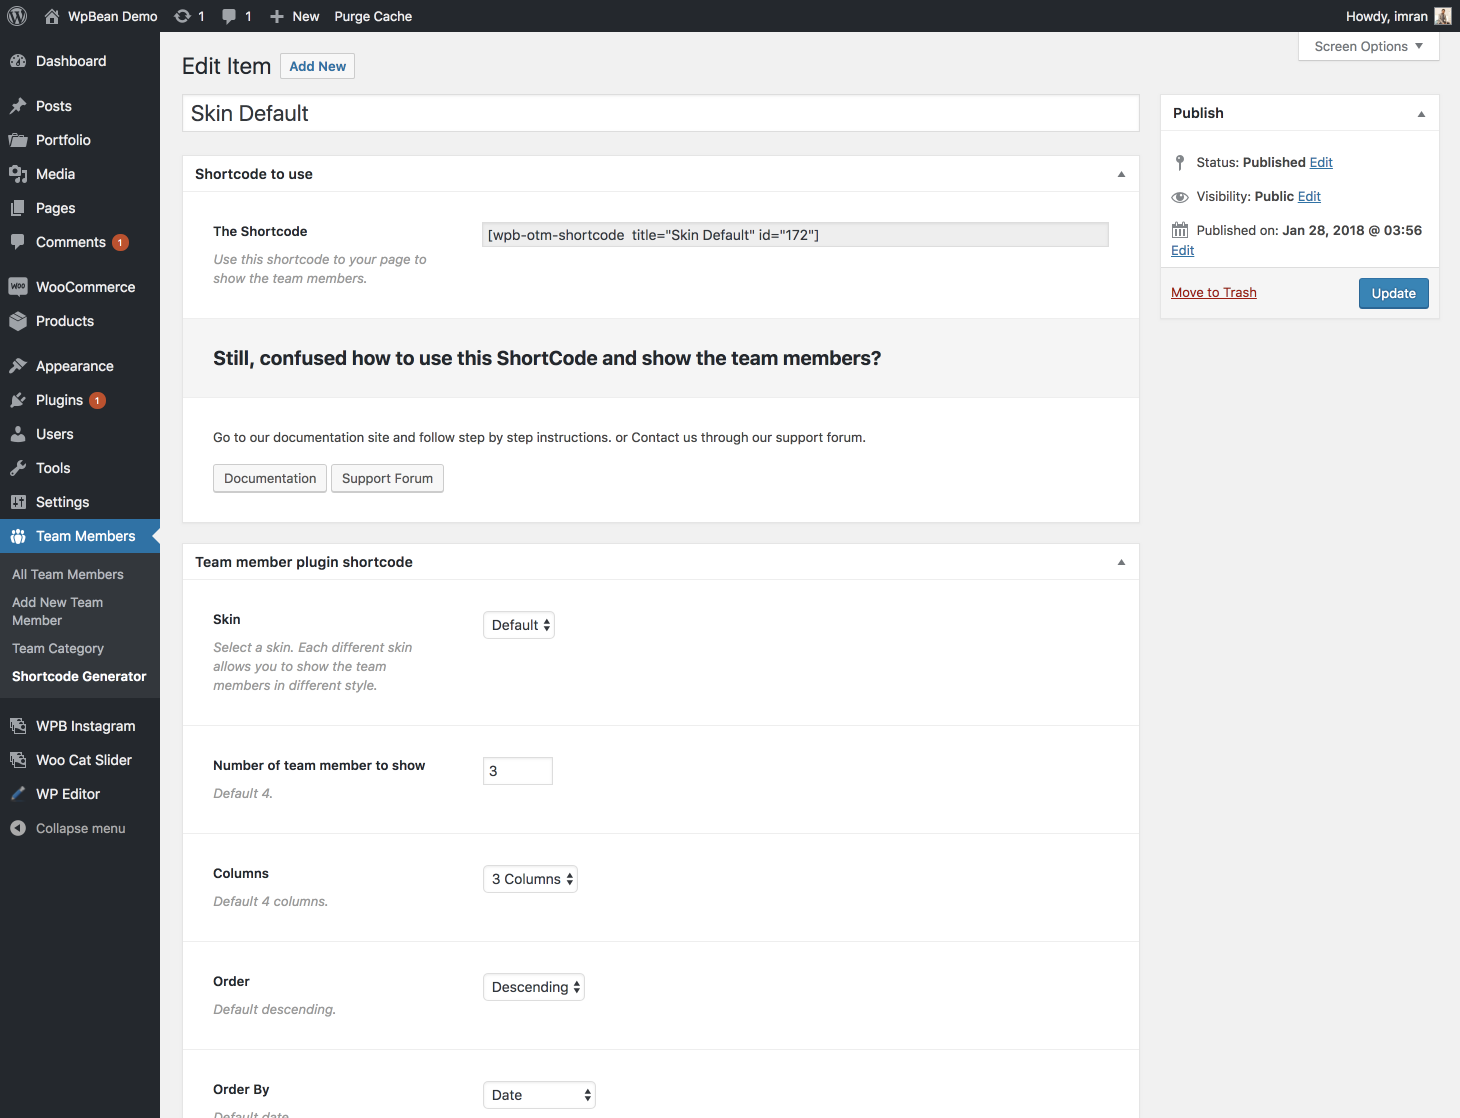 WpBean Demo 1 1 New Purge Cache Howdy, imran
Screen Options
Dashboard
Posts
Portfolio
Media
Pages
Comments 1
WooCommerce
Products
Appearance
Plugins 1
Users
Tools
Settings
Team Members
All Team Members
Add New Team
Member
Team Category
Shortcode Generator
WPB Instagram
Woo Cat Slider
WP Editor
Collapse menu
Edit Item Add New
Skin Default
Shortcode to use
The Shortcode
[wpb-otm-shortcode title="Skin Default" id="172"]
Use this shortcode to your page to
show the team members.
Still, confused how to use this ShortCode and show the team members?
Go to our documentation site and follow step by step instructions. or Contact us through our support forum.
Documentation Support Forum
Team member plugin shortcode
Skin
Default
Select a skin. Each different skin
allows you to show the team
members in different style.
Number of team member to show
3
Default 4.
Columns
3 Columns
Default 4 columns.
Order
Descending
Default descending.
Order By
Date
Default date.
Publish
Status: Published Edit
Visibility: Public Edit
Published on: Jan 28, 2018 @ 03:56
Edit
Move to Trash Update